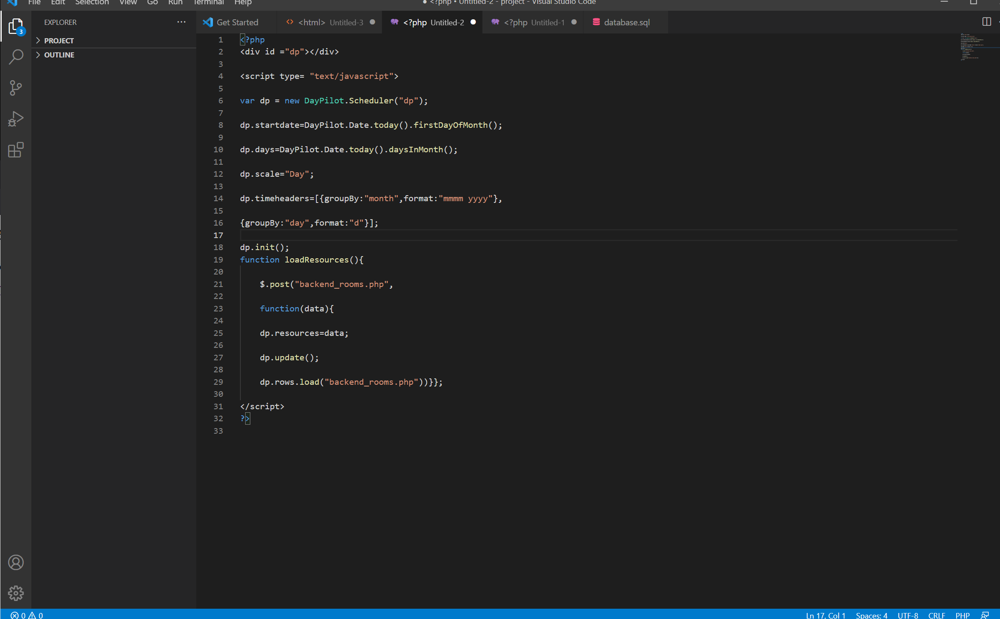 File Edit Selection View Go Run Terminal Help
● <?php • Untitled-2 - project - Visual Studio Code
EXPLORER
3
PROJECT
OUTLINE
Get Started
<> <html> Untitled-3
<?php Untitled-2
<?php Untitled-1
database.sql
1 <?php
2 <div id ="dp"></div>
3
4 <script type= "text/javascript">
5
6 var dp = new DayPilot.Scheduler("dp");
7
8 dp.startdate=DayPilot.Date.today().firstDayOfMonth();
9
10 dp.days=DayPilot.Date.today().daysInMonth();
11
12 dp.scale="Day";
13
14 dp.timeheaders=[{groupBy:"month",format:"mmmm yyyy"},
15
16 {groupBy:"day",format:"d"}];
17
18 dp.init();
19 function loadResources(){
20
21 $.post("backend_rooms.php",
22
23 function(data){
24
25 dp.resources=data;
26
27 dp.update();
28
29 dp.rows.load("backend_rooms.php"))}};
30
31 </script>
32 ?>
33
0 0
Ln 17, Col 1 Spaces: 4 UTF-8 CRLF PHP